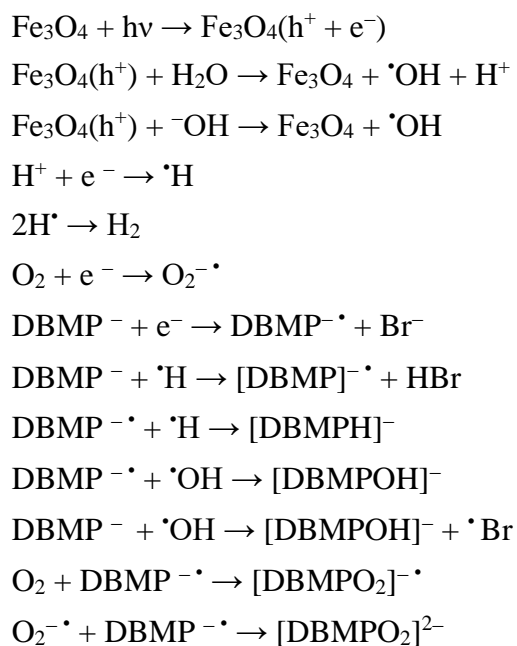 Fe₃O₄ + hν → Fe₃O₄(h⁺ + e⁻)
Fe₃O₄(h⁺) + H₂O → Fe₃O₄ + •OH + H⁺
Fe₃O₄(h⁺) + ⁻OH → Fe₃O₄ + •OH
H⁺ + e ⁻ → •H
2H• → H₂
O₂ + e ⁻ → O₂⁻ •
DBMP ⁻ + e⁻ → DBMP⁻ • + Br⁻
DBMP ⁻ + •H → [DBMP]⁻ • + HBr
DBMP ⁻ • + •H → [DBMPH]⁻
DBMP ⁻ • + •OH → [DBMPOH]⁻
DBMP ⁻ + •OH → [DBMPOH]⁻ + • Br
O₂ + DBMP ⁻ • → [DBMPO₂]⁻ •
O₂⁻ • + DBMP ⁻ • → [DBMPO₂]²⁻